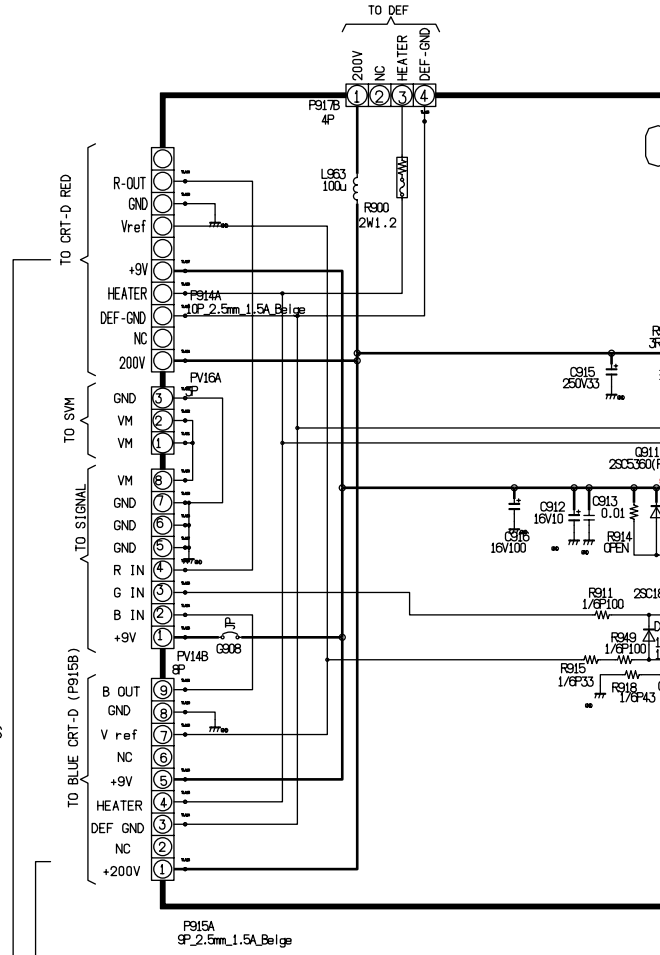 TO DEF
200V
NC
HEATER
DEF-GND
1 2 3 4
P917B
4P
L963
100u
R900
2W1.2
TO CRT-D RED
R-OUT
GND
Vref
+9V
HEATER
DEF-GND
NC
200V
P914A
10P_2.5mm_1.5A_Beige
TO SVM
GND 3
VM 2
VM 1
PV16A
3P
C915
250V33
TO SIGNAL
VM 8
GND 7
GND 6
GND 5
R IN 4
G IN 3
B IN 2
+9V 1
JP
G908
PV14B
8P
Q911
C916
16V100
C912
16V10
C913
0.01
R914
OPEN
R911
1/6P100
R949
1/6P100
R915
1/6P33
R918
1/6P43
TO BLUE CRT-D (P915B)
B OUT 9
GND 8
V ref 7
NC 6
+9V 5
HEATER 4
DEF GND 3
NC 2
+200V 1
P915A
9P_2.5mm_1.5A_Beige